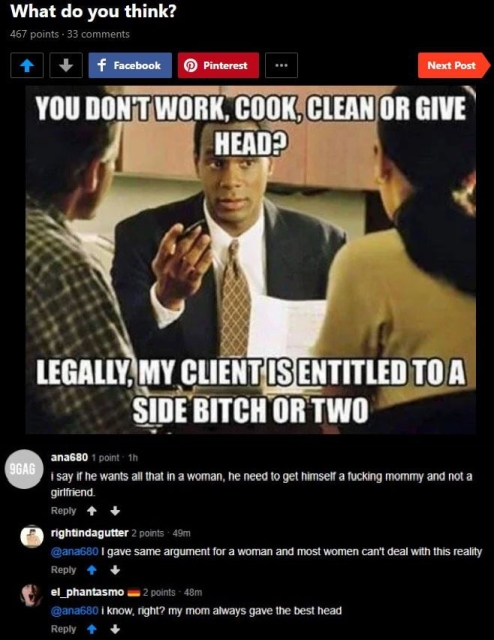 What do you think?
467 points · 33 comments
Facebook
Pinterest
Next Post
YOU DON'T WORK, COOK, CLEAN OR GIVE
HEAD?
LEGALLY, MY CLIENT IS ENTITLED TO A
SIDE BITCH OR TWO
9GAG
ana680 1 point · 1h
i say if he wants all that in a woman, he need to get himself a fucking mommy and not a
girlfriend.
Reply
rightindagutter 2 points · 49m
@ana680 I gave same argument for a woman and most women can't deal with this reality
Reply
el_phantasmo 2 points · 48m
@ana680 i know, right? my mom always gave the best head
Reply